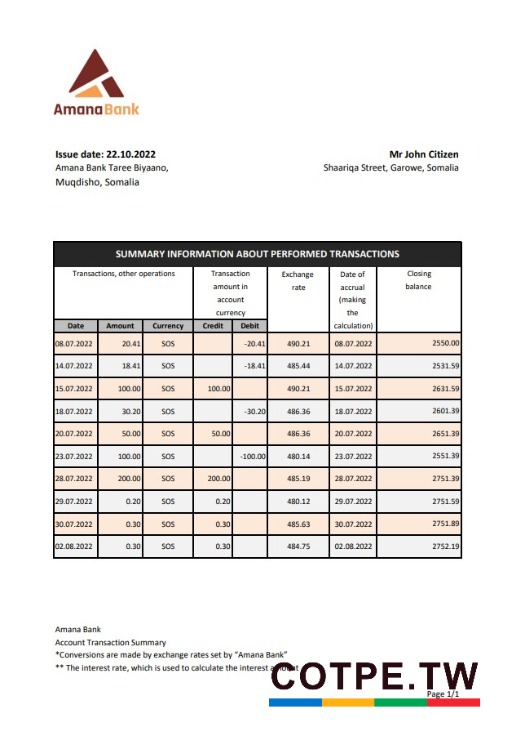 AmanaBank
Issue date: 22.10.2022
Amana Bank Taree Biyaano,
Muqdisho, Somalia
Mr John Citizen
Shaariqa Street, Garowe, Somalia
SUMMARY INFORMATION ABOUT PERFORMED TRANSACTIONS
Transactions, other operations
Transaction
amount in
account
currency
Exchange
rate
Date of
accrual
(making
the
calculation)
Closing
balance
Date Amount Currency Credit Debit
08.07.2022 20.41 SOS -20.41 490.21 08.07.2022 2550.00
14.07.2022 18.41 SOS -18.41 485.44 14.07.2022 2531.59
15.07.2022 100.00 SOS 100.00 490.21 15.07.2022 2631.59
18.07.2022 30.20 SOS -30.20 486.36 18.07.2022 2601.39
20.07.2022 50.00 SOS 50.00 486.36 20.07.2022 2651.39
23.07.2022 100.00 SOS -100.00 480.14 23.07.2022 2551.39
28.07.2022 200.00 SOS 200.00 485.19 28.07.2022 2751.39
29.07.2022 0.20 SOS 0.20 480.12 29.07.2022 2751.59
30.07.2022 0.30 SOS 0.30 485.63 30.07.2022 2751.89
02.08.2022 0.30 SOS 0.30 484.75 02.08.2022 2752.19
Amana Bank
Account Transaction Summary
*Conversions are made by exchange rates set by “Amana Bank”
** The interest rate, which is used to calculate the interest amount
COTPE.TW
Page 1/1